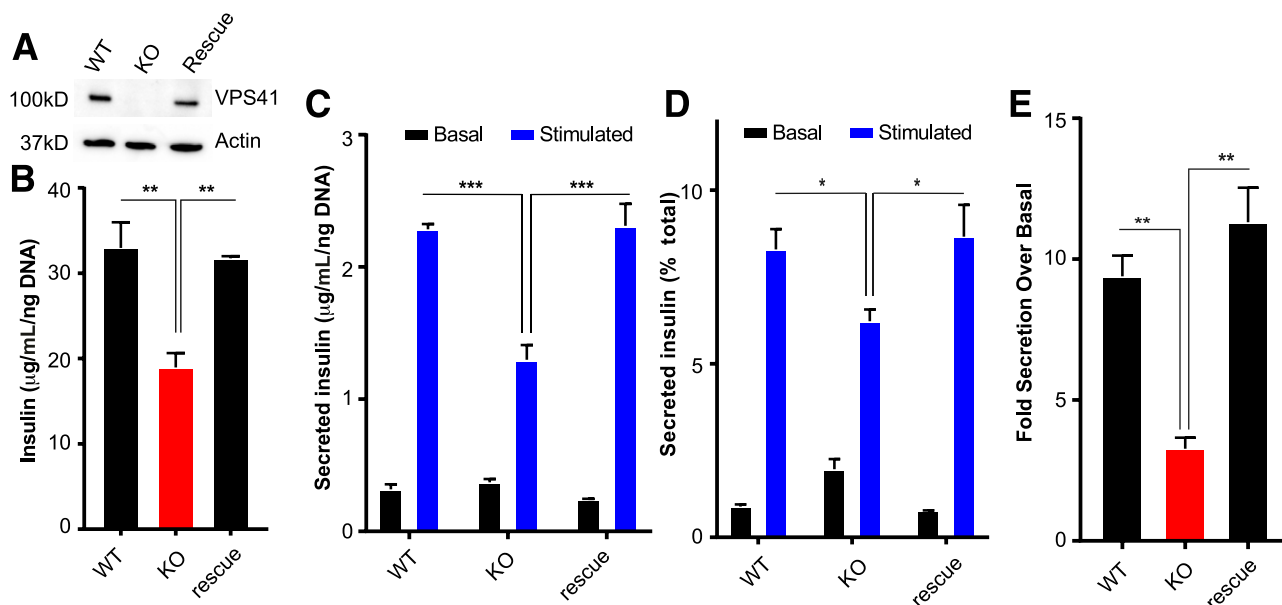 A
WT KO Rescue
100kD VPS41
37kD Actin
B
Insulin (µg/mL/ng DNA)
40
30
20
10
0
** **
WT KO rescue
C
Basal Stimulated
Secreted insulin (µg/mL/ng DNA)
3
2
1
0
*** ***
WT KO rescue
D
Basal Stimulated
Secreted insulin (% total)
10
5
0
* *
WT KO rescue
E
Fold Secretion Over Basal
15
10
5
0
** **
WT KO rescue